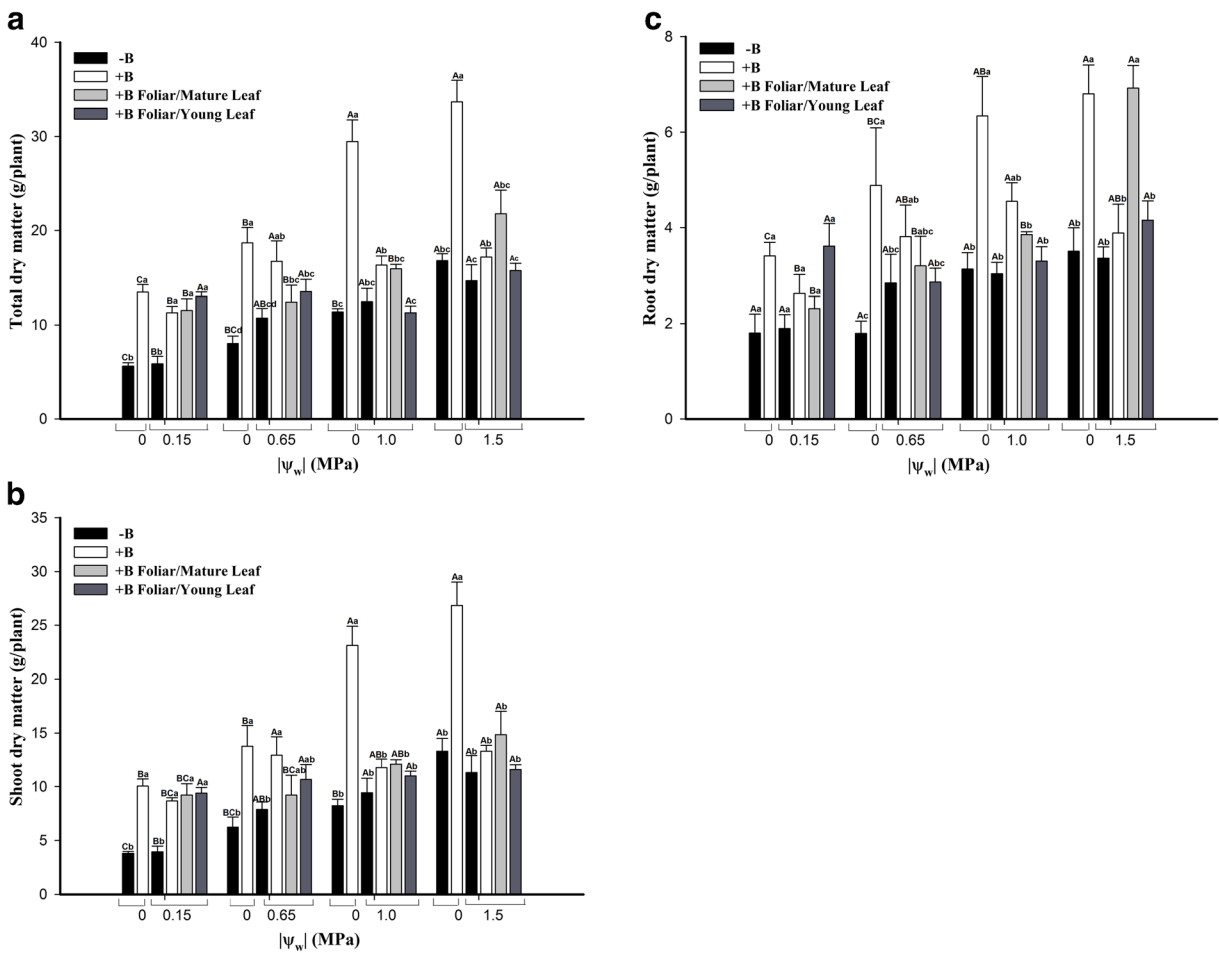 a
40
30
20
10
0
Total dry matter (g/plant)
-B
+B
+B Foliar/Mature Leaf
+B Foliar/Young Leaf
Cb Ca Bb Ba Ba Aa
BCd Ba ABcd Aab Bbc Abc
Bc Aa Abc Ab Bbc Ac
Abc Aa Ac Ab Abc Ac
0 0.15 0 0.65 0 1.0 0 1.5
|ψw| (MPa)
b
35
30
25
20
15
10
5
0
Shoot dry matter (g/plant)
-B
+B
+B Foliar/Mature Leaf
+B Foliar/Young Leaf
Cb Ba Bb BCa BCa Aa
BCb Ba ABb Aa BCab Aab
Bb Aa Ab ABb ABb Ab
Ab Aa Ab Ab Ab Ab
0 0.15 0 0.65 0 1.0 0 1.5
|ψw| (MPa)
c
8
6
4
2
0
Root dry matter (g/plant)
-B
+B
+B Foliar/Mature Leaf
+B Foliar/Young Leaf
Aa Ca Aa Ba Ba Aa
Ac BCa Abc ABab Babc Abc
Ab ABa Ab Aab Bb Ab
Ab Aa Ab ABb Aa Ab
0 0.15 0 0.65 0 1.0 0 1.5
|ψw| (MPa)